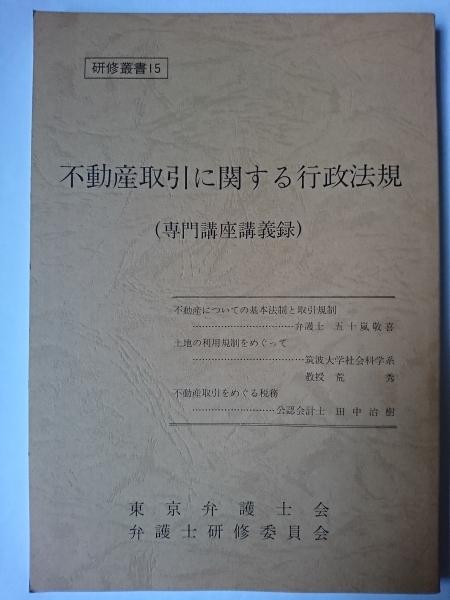 研修叢書15
不動産取引に関する行政法規
(専門講座講義録)
不動産についての基本法制と取引規制
……………………………弁護士 五十嵐敬喜
土地の利用規制をめぐって
………………………………筑波大学社会科学系
教授 荒 秀
不動産取引をめぐる税務
………………………公認会計士 田中治樹
東京弁護士会
弁護士研修委員会